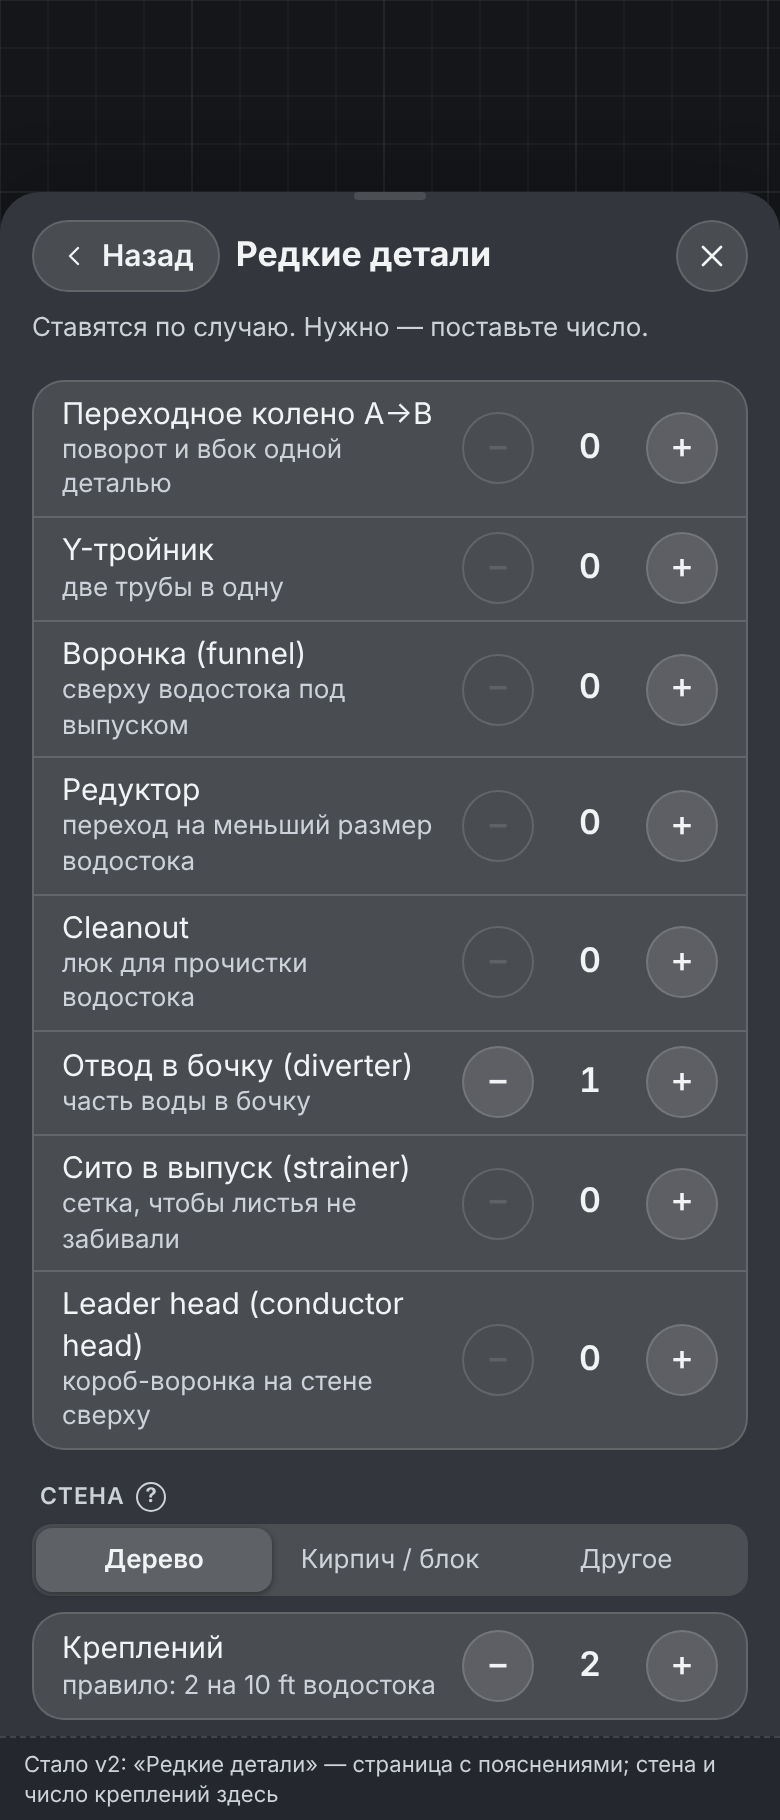 Назад
Редкие детали
Ставятся по случаю. Нужно — поставьте число.
Переходное колено A→B
поворот и вбок одной
деталью
− 0 +
Y-тройник
две трубы в одну
− 0 +
Воронка (funnel)
сверху водостока под
выпуском
− 0 +
Редуктор
переход на меньший размер
водостока
− 0 +
Cleanout
люк для прочистки
водостока
− 0 +
Отвод в бочку (diverter)
часть воды в бочку
− 1 +
Сито в выпуск (strainer)
сетка, чтобы листья не
забивали
− 0 +
Leader head (conductor
head)
короб-воронка на стене
сверху
− 0 +
СТЕНА ?
Дерево
Кирпич / блок
Другое
Креплений
правило: 2 на 10 ft водостока
− 2 +
Стало v2: «Редкие детали» — страница с пояснениями; стена и
число креплений здесь